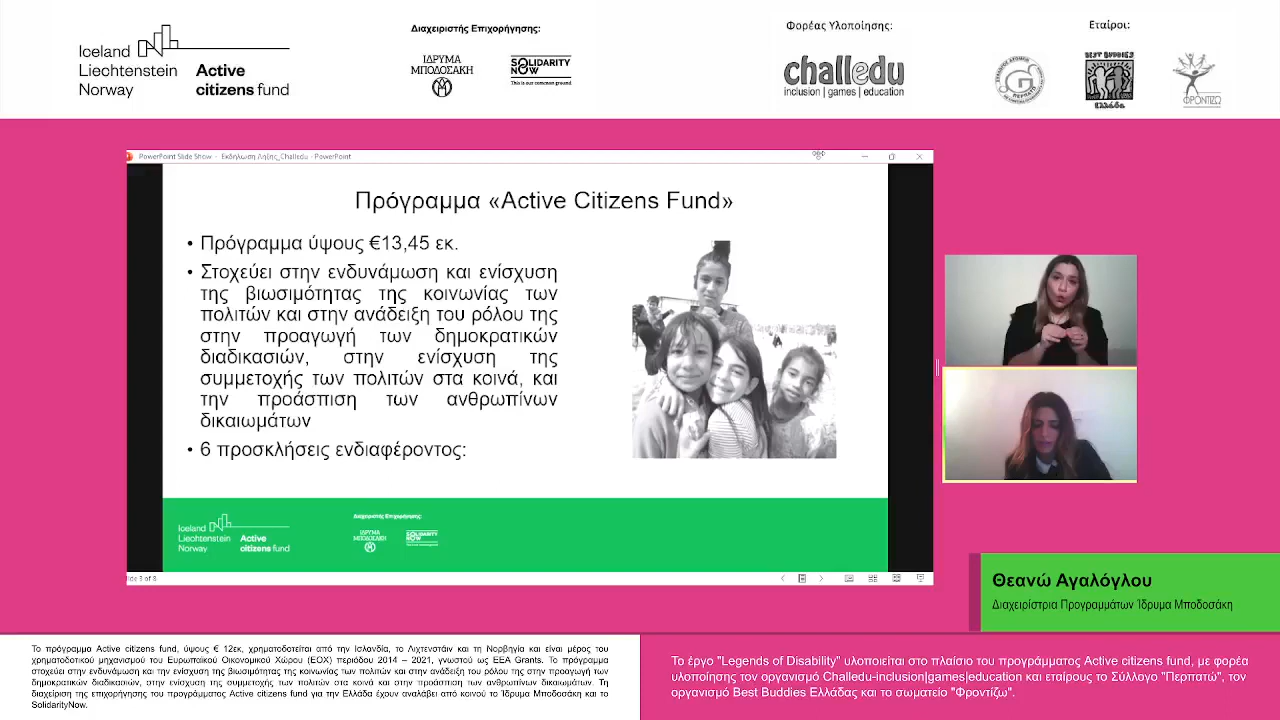 Iceland
Liechtenstein
Norway
Active
citizens fund
Διαχειριστής Επιχορήγησης:
ΙΔΡΥΜΑ
ΜΠΟΔΟΣΑΚΗ
SOLIDARITY
NOW
This is our common ground
Φορέας Υλοποίησης:
challedu
inclusion | games | education
Εταίροι:
BEST BUDDIES
Ελλάδα
ΦΡΟΝΤΙΖΩ
PowerPoint Slide Show - Εκδήλωση Λήξης_Challedu - PowerPoint
Πρόγραμμα «Active Citizens Fund»
• Πρόγραμμα ύψους €13,45 εκ.
• Στοχεύει στην ενδυνάμωση και ενίσχυση
της βιωσιμότητας της κοινωνίας των
πολιτών και στην ανάδειξη του ρόλου της
στην προαγωγή των δημοκρατικών
διαδικασιών, στην ενίσχυση της
συμμετοχής των πολιτών στα κοινά, και
την προάσπιση των ανθρωπίνων
δικαιωμάτων
• 6 προσκλήσεις ενδιαφέροντος:
Iceland
Liechtenstein
Norway
Active
citizens fund
Διαχειριστής Επιχορήγησης:
ΙΔΡΥΜΑ
ΜΠΟΔΟΣΑΚΗ
SOLIDARITY
NOW
lide 3 of 8
Θεανώ Αγαλόγλου
Διαχειρίστρια Προγραμμάτων Ίδρυμα Μποδοσάκη
Το πρόγραμμα Active citizens fund, ύψους € 12εκ, χρηματοδοτείται από την Ισλανδία, το Λιχτενστάιν και τη Νορβηγία και είναι μέρος του
χρηματοδοτικού μηχανισμού του Ευρωπαϊκού Οικονομικού Χώρου (ΕΟΧ) περιόδου 2014 – 2021, γνωστού ως EEA Grants. Το πρόγραμμα
στοχεύει στην ενδυνάμωση και την ενίσχυση της βιωσιμότητας της κοινωνίας των πολιτών και στην ανάδειξη του ρόλου της στην προαγωγή των
δημοκρατικών διαδικασιών, στην ενίσχυση της συμμετοχής των πολιτών στα κοινά και στην προάσπιση των ανθρωπίνων δικαιωμάτων. Τη
διαχείριση της επιχορήγησης του προγράμματος Active citizens fund για την Ελλάδα έχουν αναλάβει από κοινού το Ίδρυμα Μποδοσάκη και το
SolidarityNow.
Το έργο "Legends of Disability" υλοποιείται στο πλαίσιο του προγράμματος Active citizens fund, με φορέα
υλοποίησης τον οργανισμό Challedu-inclusion|games|education και εταίρους το Σύλλογο "Περπατώ", τον
οργανισμό Best Buddies Ελλάδας και το σωματείο "Φροντίζω".